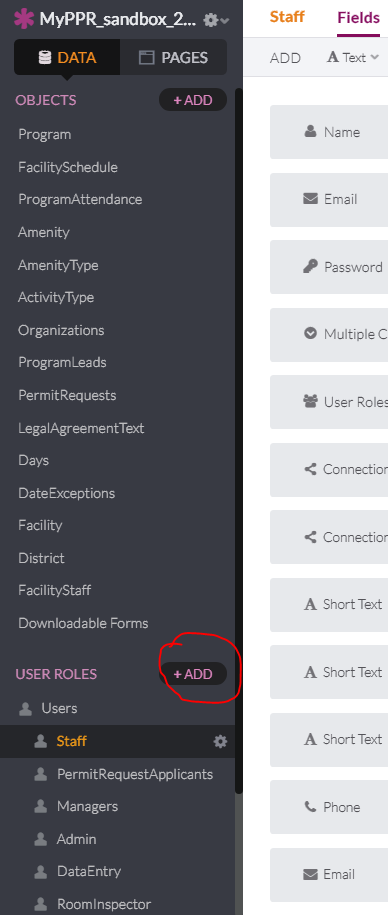 MyPPR_sandbox_2...
DATA
PAGES
OBJECTS
+ ADD
Program
FacilitySchedule
ProgramAttendance
Amenity
AmenityType
ActivityType
Organizations
ProgramLeads
PermitRequests
LegalAgreementText
Days
DateExceptions
Facility
District
FacilityStaff
Downloadable Forms
USER ROLES
+ ADD
Users
Staff
PermitRequestApplicants
Managers
Admin
DataEntry
RoomInspector
Staff
Fields
ADD
A Text
Name
Email
Password
Multiple C
User Roles
Connection
Connection
A Short Text
A Short Text
A Short Text
Phone
Email